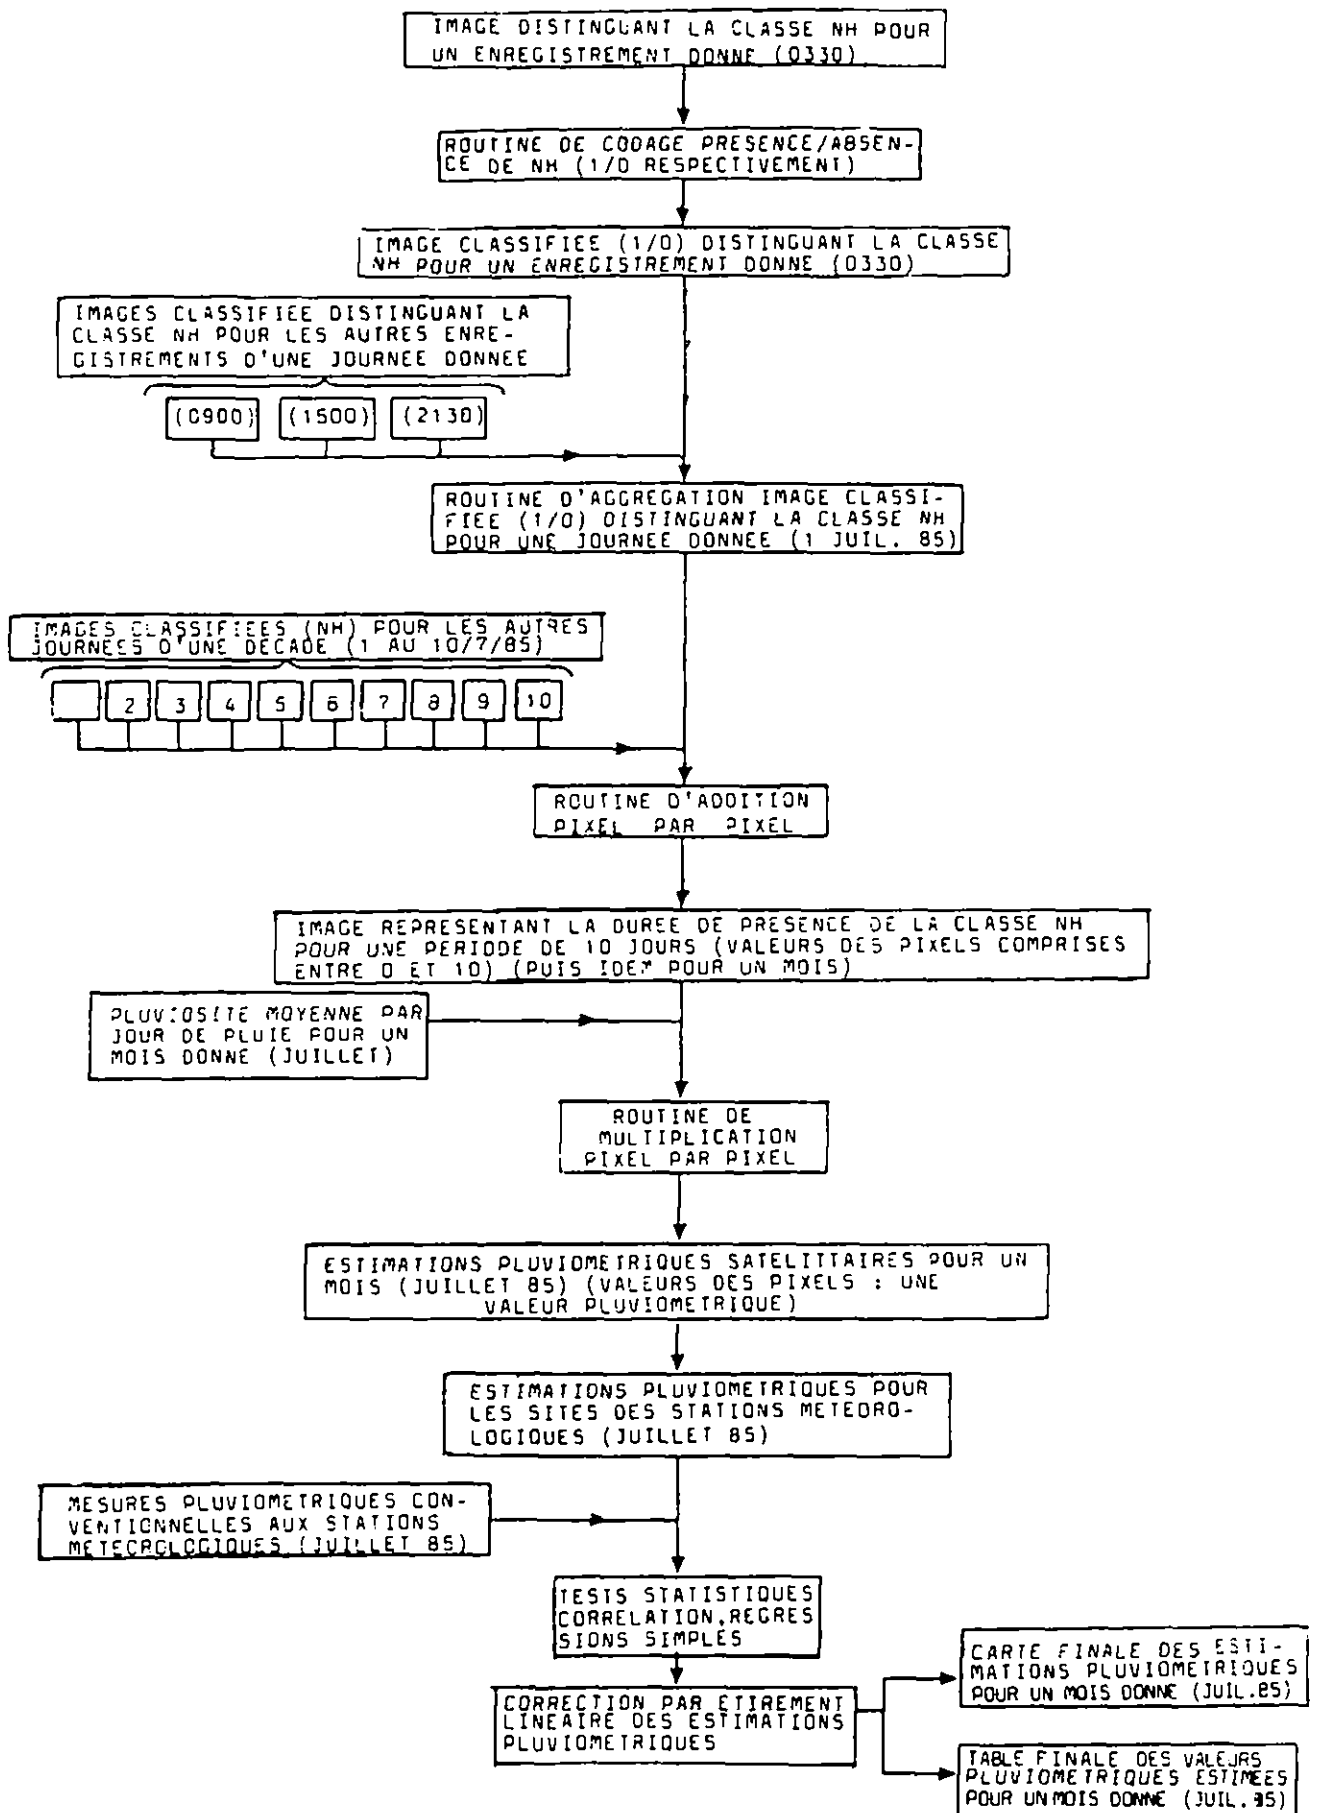 IMAGE DISTINGUANT LA CLASSE NH POUR
UN ENREGISTREMENT DONNE (0330)
ROUTINE DE CODAGE PRESENCE/ABSEN-
CE DE NH (1/0 RESPECTIVEMENT)
IMAGE CLASSIFIEE (1/0) DISTINGUANT LA CLASSE
NH POUR UN ENREGISTREMENT DONNE (0330)
IMAGES CLASSIFIEE DISTINGUANT LA
CLASSE NH POUR LES AUTRES ENRE-
GISTREMENTS D'UNE JOURNEE DONNEE
(0900) (1500) (2130)
ROUTINE D'AGGREGATION IMAGE CLASSI-
FIEE (1/0) DISTINGUANT LA CLASSE NH
POUR UNE JOURNEE DONNEE (1 JUIL. 85)
IMAGES CLASSIFIEES (NH) POUR LES AUTRES
JOURNEES D'UNE DECADE (1 AU 10/7/85)
2 3 4 5 6 7 8 9 10
ROUTINE D'ADDITION
PIXEL PAR PIXEL
IMAGE REPRESENTANT LA DUREE DE PRESENCE DE LA CLASSE NH
POUR UNE PERIODE DE 10 JOURS (VALEURS DES PIXELS COMPRISES
ENTRE 0 ET 10) (PUIS IDEM POUR UN MOIS)
PLUVIOSITE MOYENNE PAR
JOUR DE PLUIE POUR UN
MOIS DONNE (JUILLET)
ROUTINE DE
MULTIPLICATION
PIXEL PAR PIXEL
ESTIMATIONS PLUVIOMETRIQUES SATELITTAIRES POUR UN
MOIS (JUILLET 85) (VALEURS DES PIXELS : UNE
VALEUR PLUVIOMETRIQUE)
ESTIMATIONS PLUVIOMETRIQUES POUR
LES SITES DES STATIONS METEORO-
LOGIQUES (JUILLET 85)
MESURES PLUVIOMETRIQUES CON-
VENTIONNELLES AUX STATIONS
METEOROLOGIQUES (JUILLET 85)
TESTS STATISTIQUES
CORRELATION,REGRES
SIONS SIMPLES
CORRECTION PAR ETIREMENT
LINEAIRE DES ESTIMATIONS
PLUVIOMETRIQUES
CARTE FINALE DES ESTI-
MATIONS PLUVIOMETRIQUES
POUR UN MOIS DONNE (JUIL.85)
TABLE FINALE DES VALEURS
PLUVIOMETRIQUES ESTIMEES
POUR UN MOIS DONNE (JUIL.85)